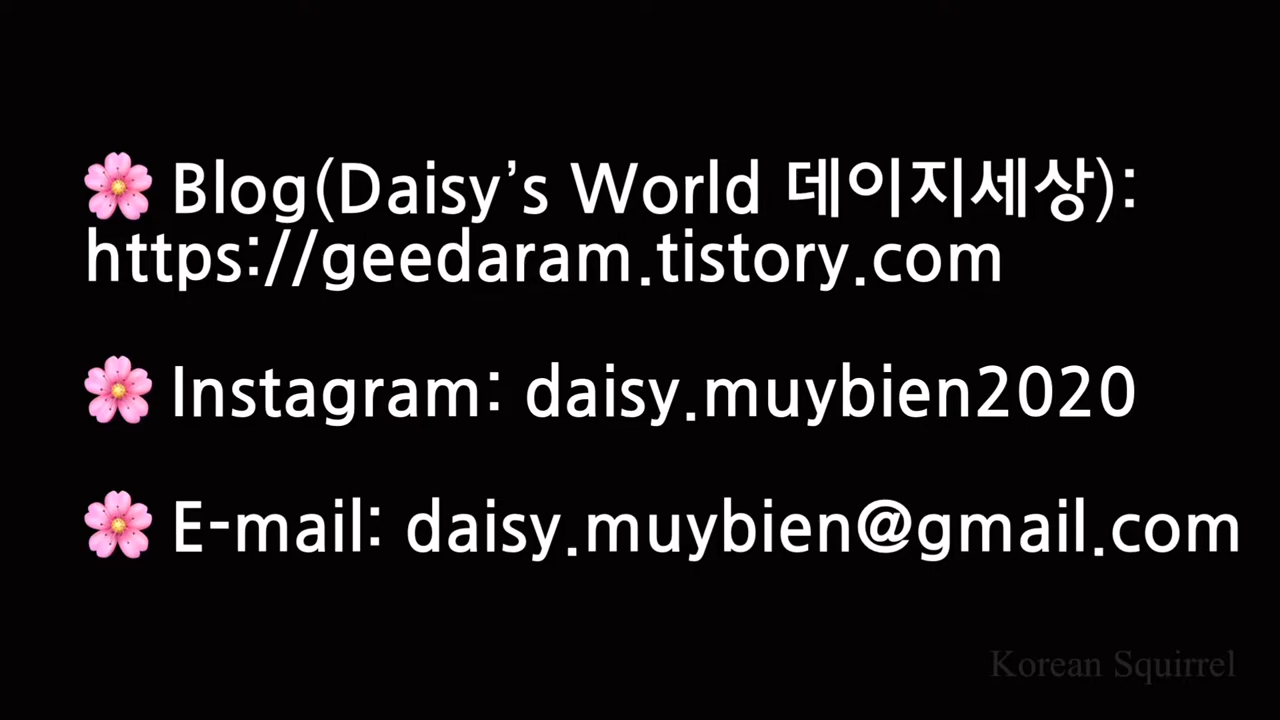 🌸 Blog(Daisy’s World 데이지세상):
https://geedaram.tistory.com
🌸 Instagram: daisy.muybien2020
🌸 E-mail: daisy.muybien@gmail.com
Korean Squirrel